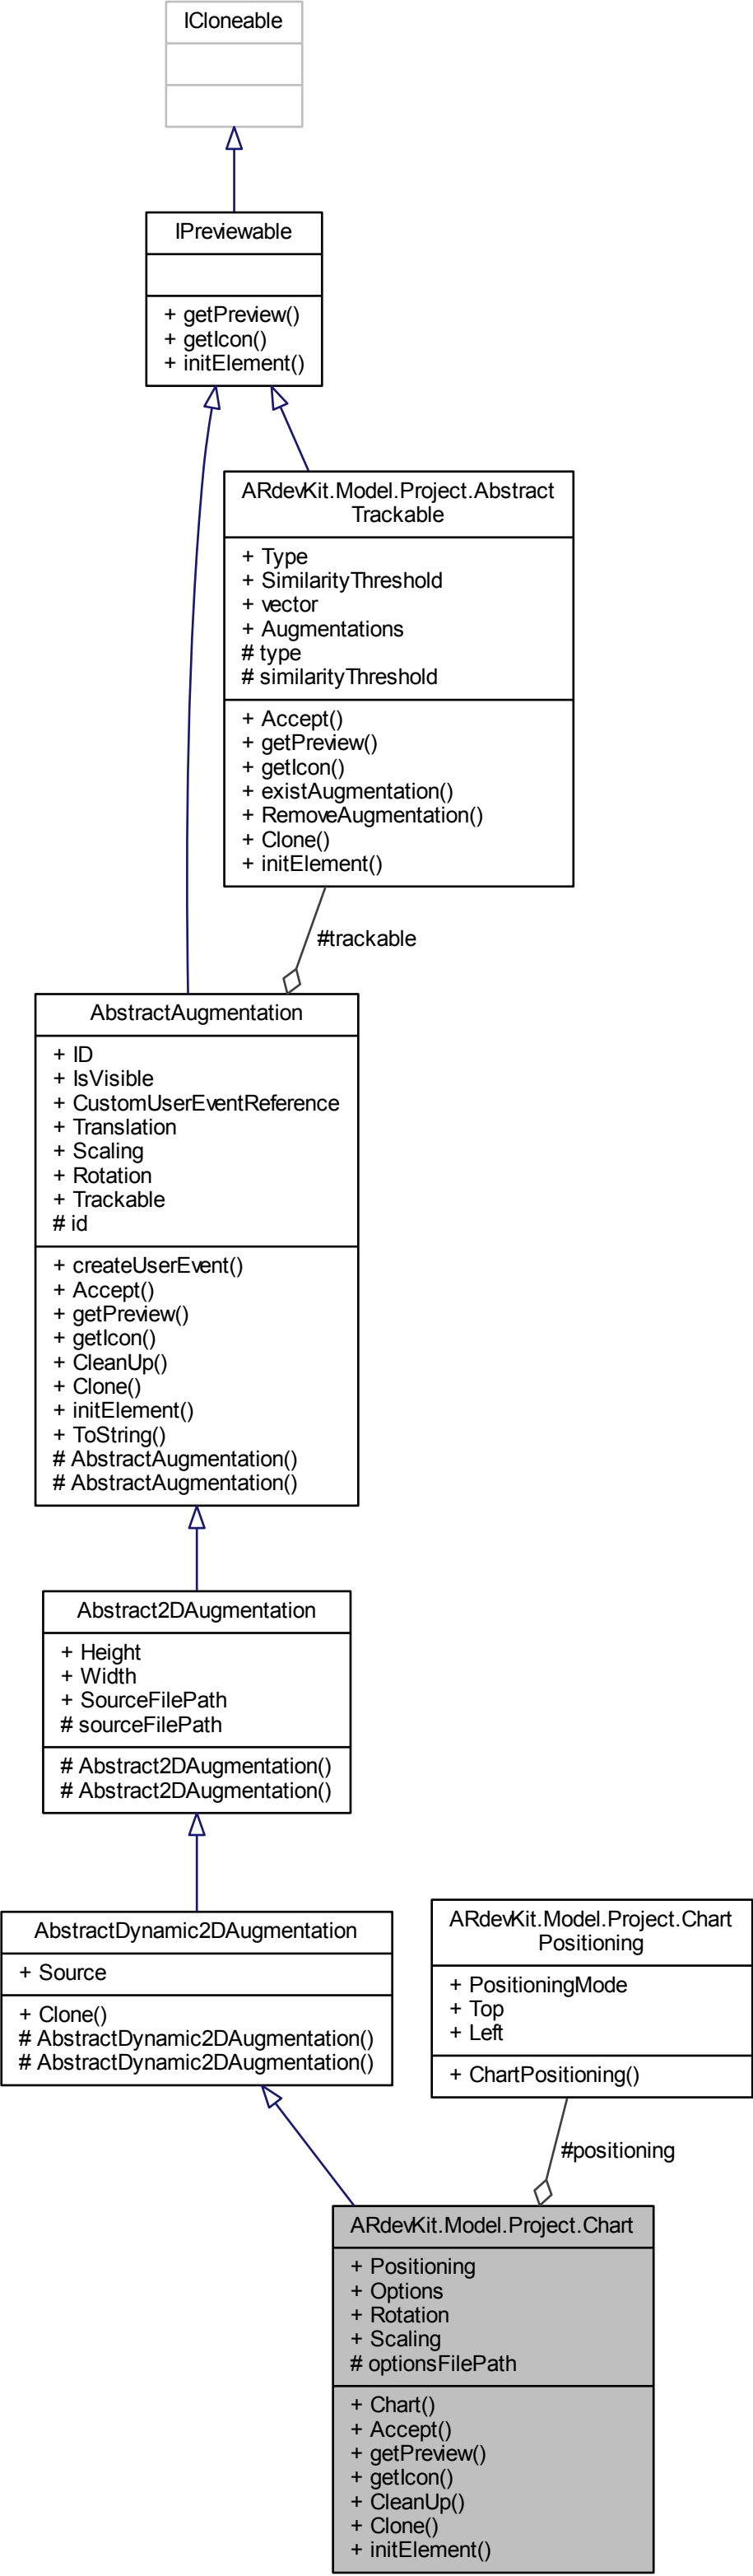 ICloneable
IPreviewable
+ getPreview()
+ getIcon()
+ initElement()
ARdevKit.Model.Project.Abstract
Trackable
+ Type
+ SimilarityThreshold
+ vector
+ Augmentations
# type
# similarityThreshold
+ Accept()
+ getPreview()
+ getIcon()
+ existAugmentation()
+ RemoveAugmentation()
+ Clone()
+ initElement()
#trackable
AbstractAugmentation
+ ID
+ IsVisible
+ CustomUserEventReference
+ Translation
+ Scaling
+ Rotation
+ Trackable
# id
+ createUserEvent()
+ Accept()
+ getPreview()
+ getIcon()
+ CleanUp()
+ Clone()
+ initElement()
+ ToString()
# AbstractAugmentation()
# AbstractAugmentation()
Abstract2DAugmentation
+ Height
+ Width
+ SourceFilePath
# sourceFilePath
# Abstract2DAugmentation()
# Abstract2DAugmentation()
AbstractDynamic2DAugmentation
+ Source
+ Clone()
# AbstractDynamic2DAugmentation()
# AbstractDynamic2DAugmentation()
ARdevKit.Model.Project.Chart
Positioning
+ PositioningMode
+ Top
+ Left
+ ChartPositioning()
#positioning
ARdevKit.Model.Project.Chart
+ Positioning
+ Options
+ Rotation
+ Scaling
# optionsFilePath
+ Chart()
+ Accept()
+ getPreview()
+ getIcon()
+ CleanUp()
+ Clone()
+ initElement()